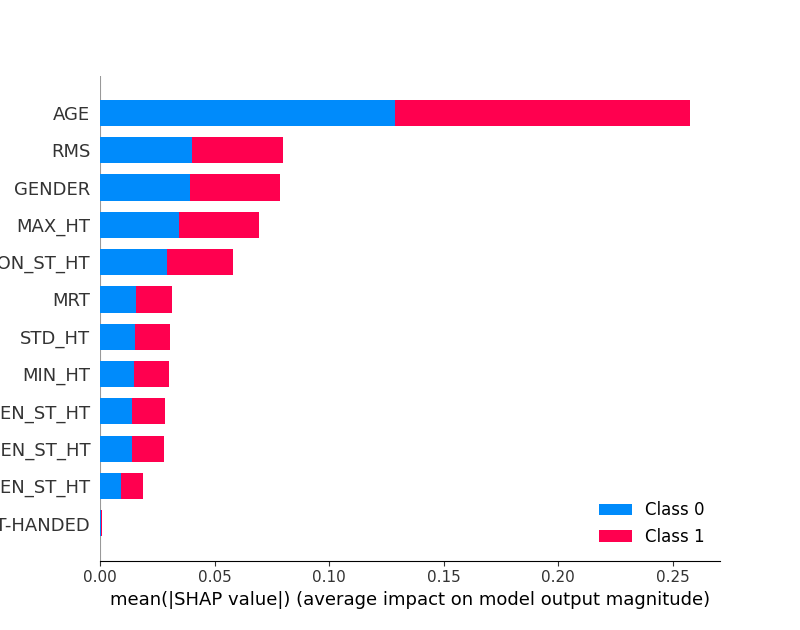 AGE
RMS
GENDER
MAX_HT
ON_ST_HT
MRT
STD_HT
MIN_HT
EN_ST_HT
EN_ST_HT
EN_ST_HT
T-HANDED
Class 0
Class 1
0.00 0.05 0.10 0.15 0.20 0.25
mean(|SHAP value|) (average impact on model output magnitude)